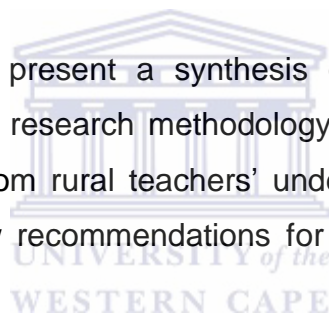 present a synthesis
research methodology
om rural teachers' unde
recommendations for
UNIVERSITY of the
WESTERN CAPE